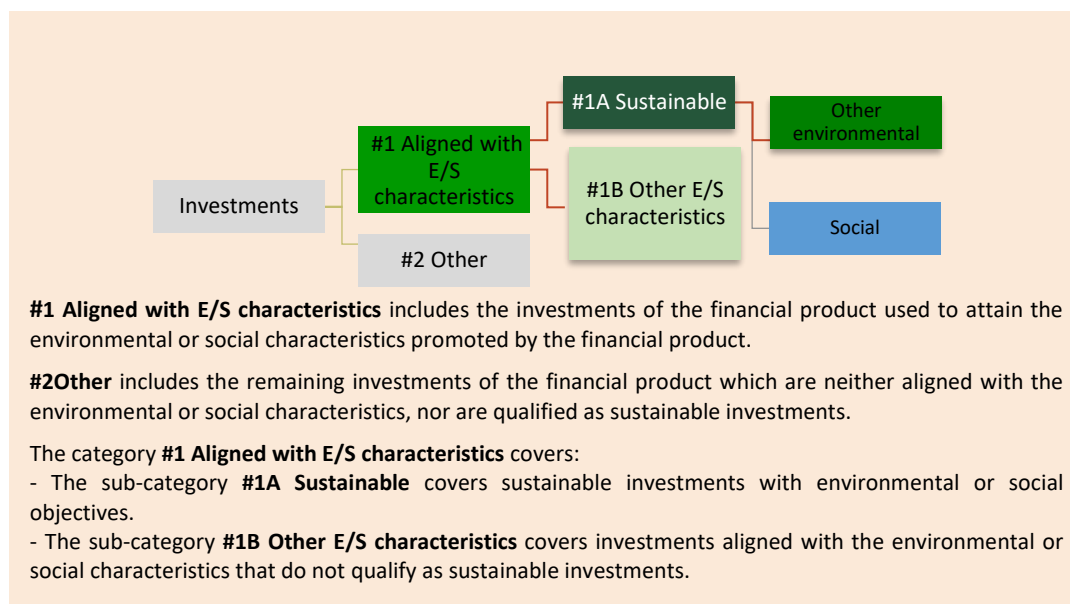 #1A Sustainable
Other
environmental
#1 Aligned with
E/S
characteristics
#1B Other E/S
characteristics
Investments
Social
#2 Other
#1 Aligned with E/S characteristics includes the investments of the financial product used to attain the
environmental or social characteristics promoted by the financial product.
#2Other includes the remaining investments of the financial product which are neither aligned with the
environmental or social characteristics, nor are qualified as sustainable investments.
The category #1 Aligned with E/S characteristics covers:
- The sub-category #1A Sustainable covers sustainable investments with environmental or social
objectives.
- The sub-category #1B Other E/S characteristics covers investments aligned with the environmental or
social characteristics that do not qualify as sustainable investments.